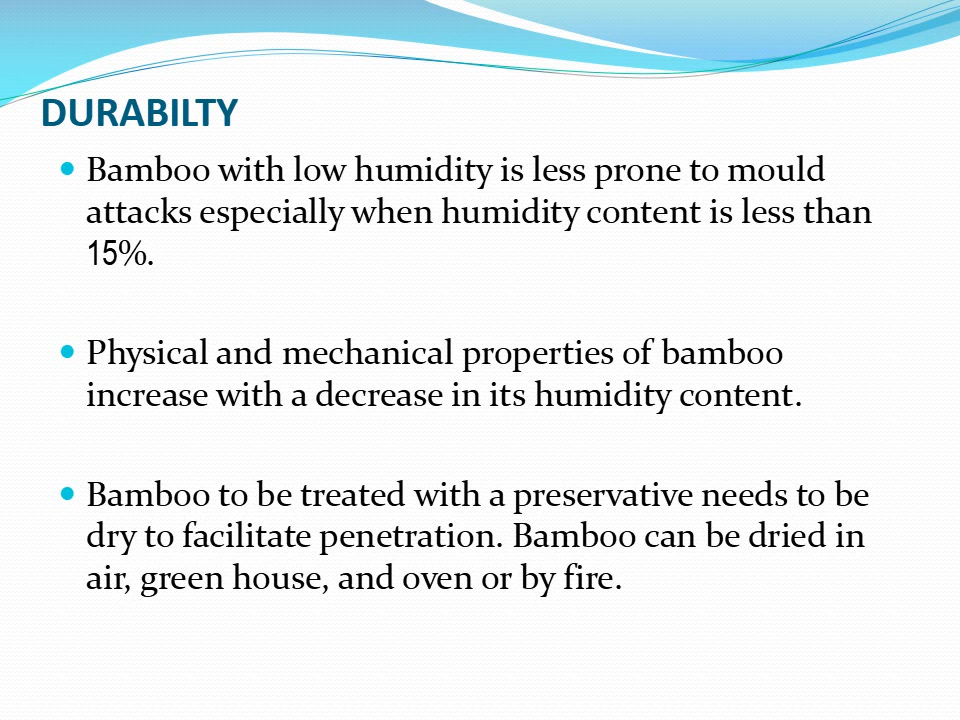 DURABILTY
• Bamboo with low humidity is less prone to mould
attacks especially when humidity content is less than
15%.
• Physical and mechanical properties of bamboo
increase with a decrease in its humidity content.
• Bamboo to be treated with a preservative needs to be
dry to facilitate penetration. Bamboo can be dried in
air, green house, and oven or by fire.